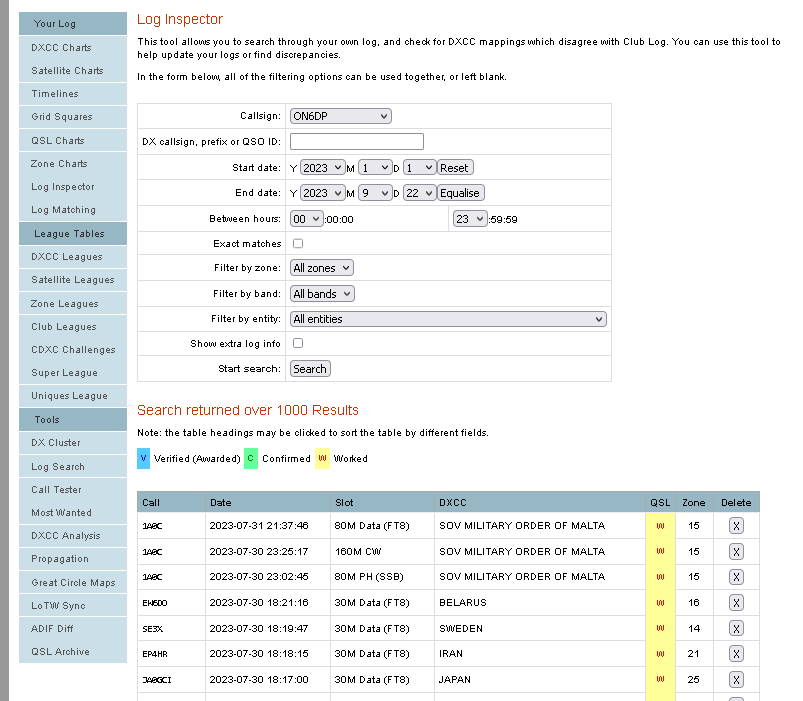 Your Log
DXCC Charts
Satellite Charts
Timelines
Grid Squares
QSL Charts
Zone Charts
Log Inspector
Log Matching
League Tables
DXCC Leagues
Satellite Leagues
Zone Leagues
Club Leagues
CDXC Challenges
Super League
Uniques League
Tools
DX Cluster
Log Search
Call Tester
Most Wanted
DXCC Analysis
Propagation
Great Circle Maps
LoTW Sync
ADIF Diff
QSL Archive
Log Inspector
This tool allows you to search through your own log, and check for DXCC mappings which disagree with Club Log. You can use this tool to
help update your logs or find discrepancies.
In the form below, all of the filtering options can be used together, or left blank.
Callsign: ON6DP
DX callsign, prefix or QSO ID:
Start date: Y 2023 M 1 D 1 Reset
End date: Y 2023 M 9 D 22 Equalise
Between hours: 00 :00:00 23 :59:59
Exact matches
Filter by zone: All zones
Filter by band: All bands
Filter by entity: All entities
Show extra log info
Start search: Search
Search returned over 1000 Results
Note: the table headings may be clicked to sort the table by different fields.
V Verified (Awarded) C Confirmed W Worked
Call Date Slot DXCC QSL Zone Delete
1A0C 2023-07-31 21:37:46 80M Data (FT8) SOV MILITARY ORDER OF MALTA W 15 X
1A0C 2023-07-30 23:25:17 160M CW SOV MILITARY ORDER OF MALTA W 15 X
1A0C 2023-07-30 23:02:45 80M PH (SSB) SOV MILITARY ORDER OF MALTA W 15 X
EW6DO 2023-07-30 18:21:16 30M Data (FT8) BELARUS W 16 X
SE3X 2023-07-30 18:19:47 30M Data (FT8) SWEDEN W 14 X
EP4HR 2023-07-30 18:18:15 30M Data (FT8) IRAN W 21 X
JA0GCI 2023-07-30 18:17:00 30M Data (FT8) JAPAN W 25 X